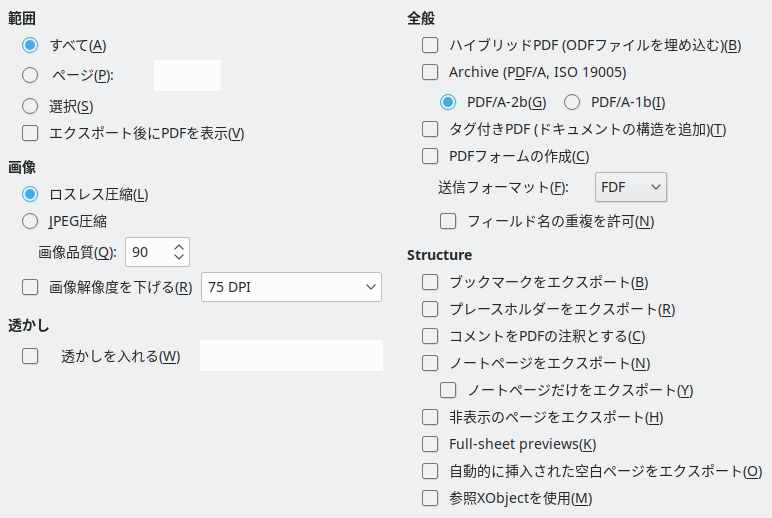 範囲
すべて(A)
ページ(P):
選択(S)
エクスポート後にPDFを表示(V)
画像
ロスレス圧縮(L)
JPEG圧縮
画像品質(Q): 90
画像解像度を下げる(R) 75 DPI
透かし
透かしを入れる(W)
全般
ハイブリッドPDF (ODFファイルを埋め込む)(B)
Archive (PDF/A, ISO 19005)
PDF/A-2b(G) PDF/A-1b(I)
タグ付きPDF (ドキュメントの構造を追加)(T)
PDFフォームの作成(C)
送信フォーマット(F): FDF
フィールド名の重複を許可(N)
Structure
ブックマークをエクスポート(B)
プレースホルダーをエクスポート(R)
コメントをPDFの注釈とする(C)
ノートページをエクスポート(N)
ノートページだけをエクスポート(Y)
非表示のページをエクスポート(H)
Full-sheet previews(K)
自動的に挿入された空白ページをエクスポート(O)
参照XObjectを使用(M)